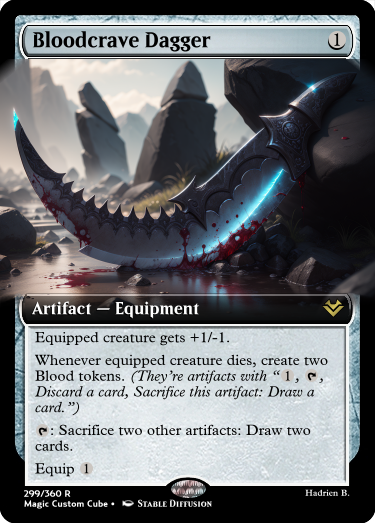 Bloodcrave Dagger 1
Artifact — Equipment
Equipped creature gets +1/-1.
Whenever equipped creature dies, create two
Blood tokens. (They're artifacts with “1, ,
Discard a card, Sacrifice this artifact: Draw a
card.”)
: Sacrifice two other artifacts: Draw two
cards.
Equip 1
299/360 R
Hadrien B.
Magic Custom Cube • Stable Diffusion